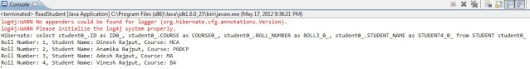 Console
<terminated> ReadStudent [Java Application] C:\Program Files (x86)\Java\jdk1.6.0_27\bin\javaw.exe (May 17, 2012 9:36:21 PM)
log4j:WARN No appenders could be found for logger (org.hibernate.cfg.annotations.Version).
log4j:WARN Please initialize the log4j system properly.
Hibernate: select student0_.ID as ID0_, student0_.COURSE as COURSE0_, student0_.ROLL_NUMBER as ROLL3_0_, student0_.STUDENT_NAME as STUDENT4_0_ from STUDENT student0_
Roll Number: 1, Student Name: Dinesh Rajput, Course: MCA
Roll Number: 2, Student Name: Anamika Rajput, Course: PGDCP
Roll Number: 3, Student Name: Adesh Rajput, Course: MA
Roll Number: 4, Student Name: Vinesh Rajput, Course: BA